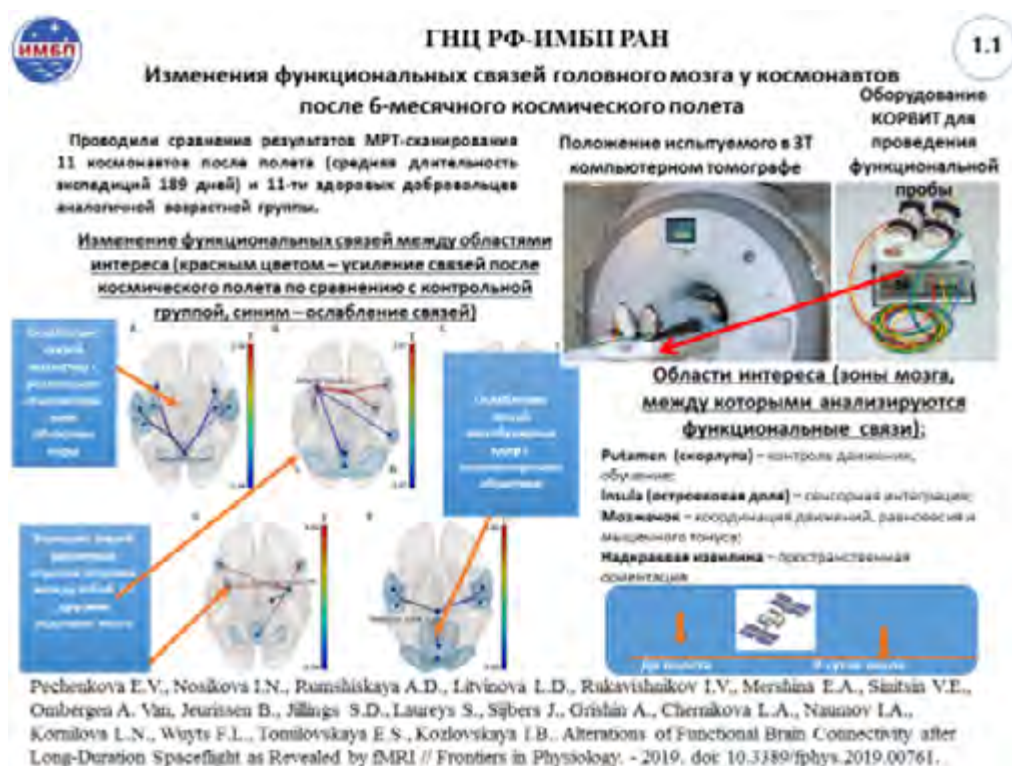 ИМБП
ГНЦ РФ-ИМБП РАН
1.1
Изменения функциональных связей головного мозга у космонавтов
после 6-месячного космического полета
Проводили сравнение результатов МРТ-сканирования
11 космонавтов после полета (средняя длительность
экспедиций 189 дней) и 11-ти здоровых добровольцев
аналогичной возрастной группы.
Положение испытуемого в 3Т
компьютерном томографе
Оборудование
КОРВИТ для
проведения
функциональной
пробы
Изменение функциональных связей между областями
интереса (красным цветом – усиление связей после
космического полета по сравнению с контрольной
группой, синим – ослабление связей)
Области интереса (зоны мозга,
между которыми анализируются
функциональные связи):
Putamen (скорлупа) – контроль движения,
обучение;
Insula (островковая доля) – сенсорная интеграция;
Мозжечок – координация движений, равновесия и
мышечного тонуса;
Надкраевая извилина – пространственная
ориентация
До полета
Pechenkova E.V., Nosikova I.N., Rumshiskaya A.D., Litvinova L.D., Rukavishnikov I.V., Mershina E.A., Sinitsin V.E.,
Ombergen A. Van, Jeurissen B., Jillings S.D., Laureys S., Sijbers J., Grishin A., Chernikova L.A., Naumov I.A.,
Kornilova L.N., Wuyts F.L., Tomilovskaya E.S., Kozlovskaya I.B. Alterations of Functional Brain Connectivity after
Long-Duration Spaceflight as Revealed by fMRI // Frontiers in Physiology. - 2019. doi: 10.3389/fphys.2019.00761.